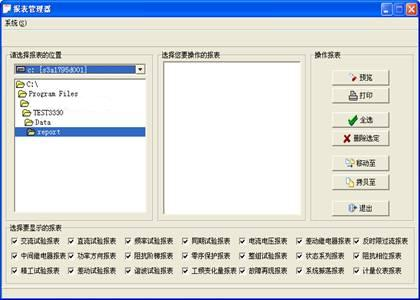 报表管理器
系统(S)
请选择报表的位置
选择您要操作的报表
操作报表
c: [s3a1795d001]
C:\
Program Files
TEST3330
Data
report
预览
打印
全选
删除选定
移动至
拷贝至
退出
选择要显示的报表
交流试验报表 直流试验报表 频率试验报表 同期试验报表 电流电压报表 差动继电器报表 反时限过流报表
中间继电器报表 功率方向报表 阻抗阶梯报表 零序保护报表 整组试验报表 状态系列报表 阻抗相位报表
精工试验报表 差动试验报表 谐波试验报表 工频变化量报表 故障再现报表 系统振荡报表 计量仪表报表